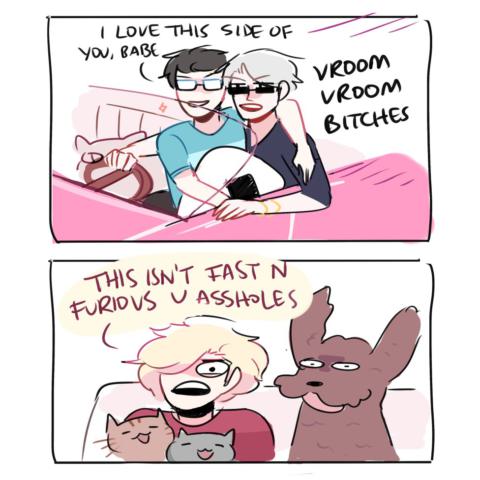 I LOVE THIS SIDE OF
YOU, BABE
VROOM
VROOM
BITCHES
THIS ISN'T FAST N
FURIOUS U ASSHOLES